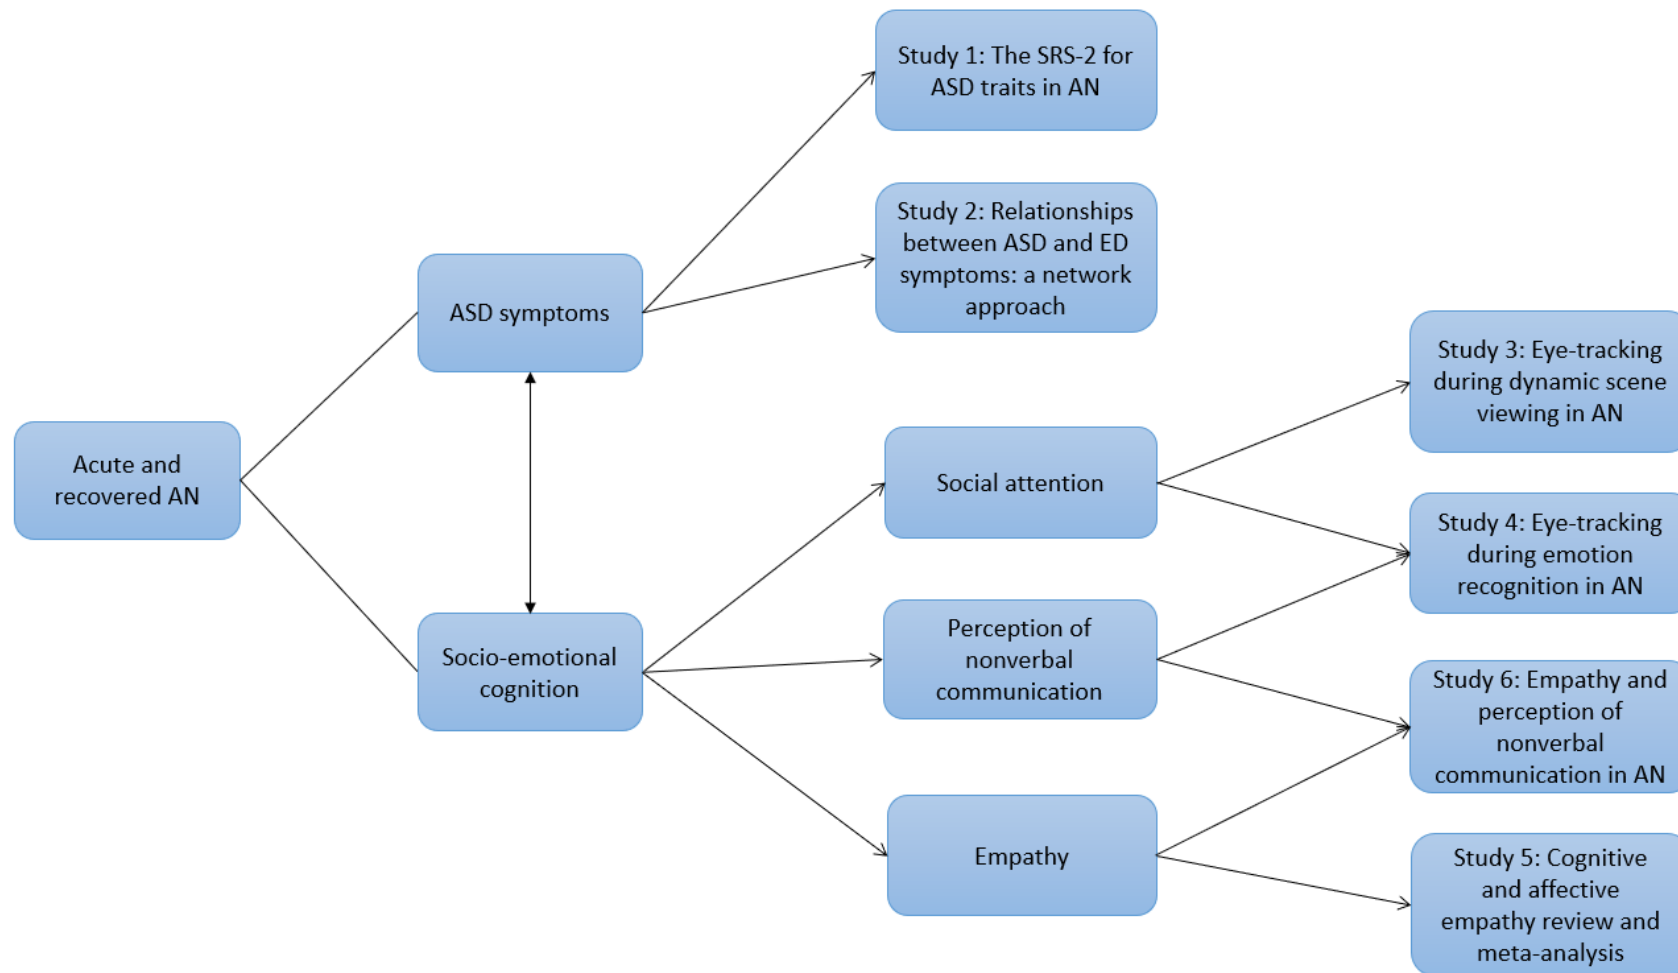 Study 1: The SRS-2 for
ASD traits in AN
Study 2: Relationships
between ASD and ED
symptoms: a network
approach
ASD symptoms
Study 3: Eye-tracking
during dynamic scene
viewing in AN
Acute and
recovered AN
Social attention
Study 4: Eye-tracking
during emotion
recognition in AN
Socio-emotional
cognition
Perception of
nonverbal
communication
Study 6: Empathy and
perception of
nonverbal
communication in AN
Empathy
Study 5: Cognitive
and affective
empathy review and
meta-analysis